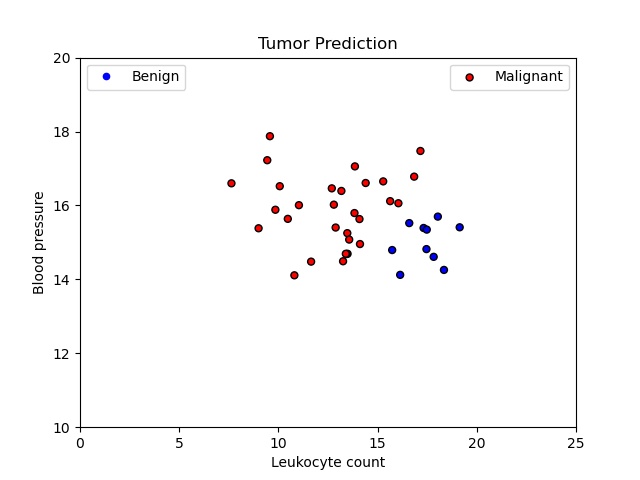 Tumor Prediction
Benign
Malignant
Blood pressure
20
18
16
14
12
10
0 5 10 15 20 25
Leukocyte count